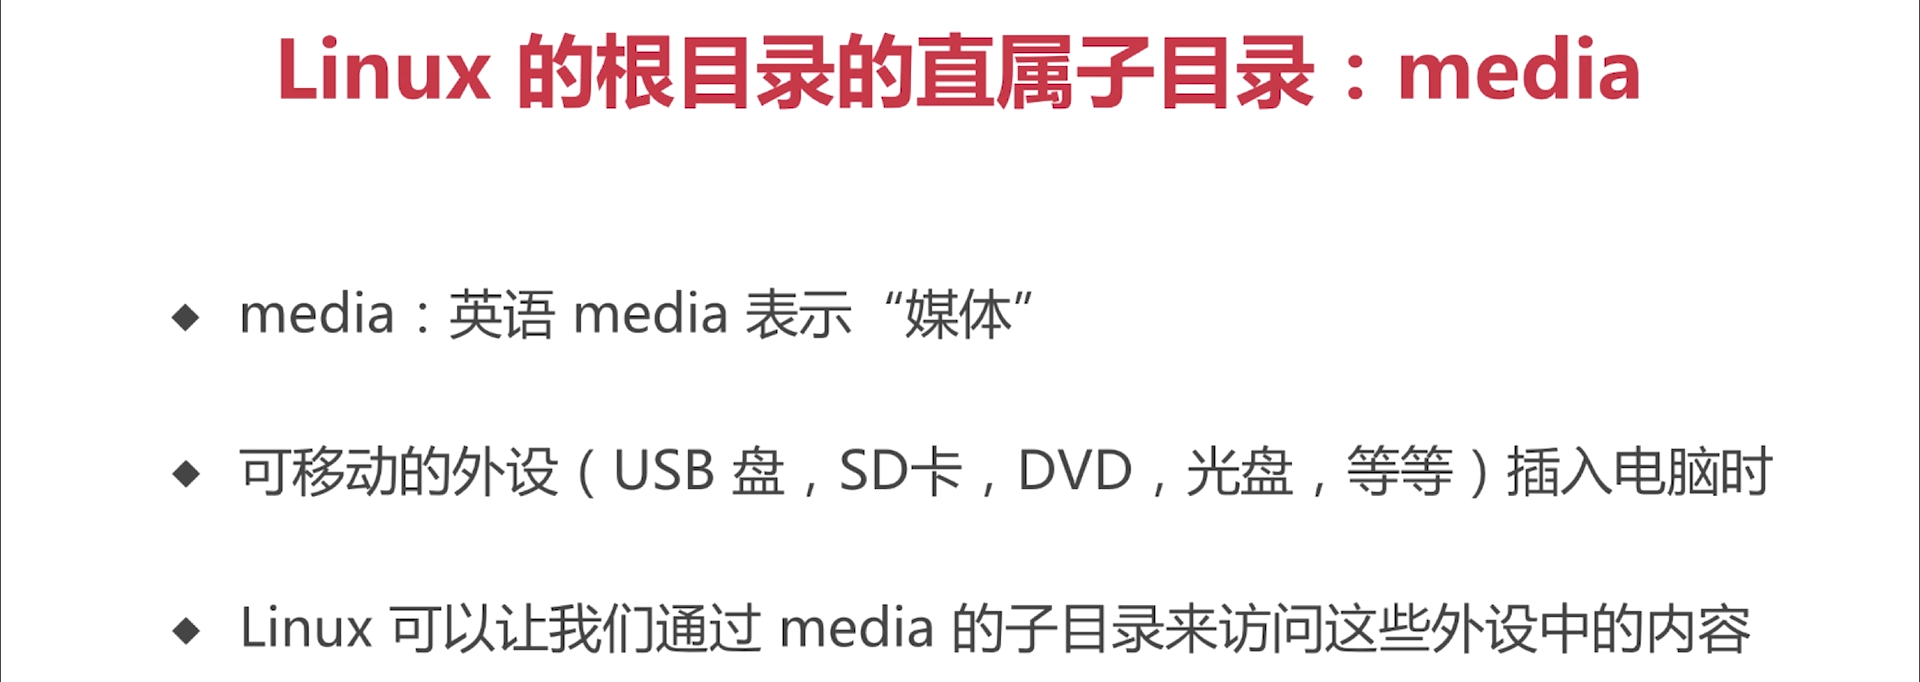 Linux 的根目录的直属子目录：media
◆ media：英语 media 表示“媒体”
◆ 可移动的外设（USB 盘，SD卡，DVD，光盘，等等）插入电脑时
◆ Linux 可以让我们通过 media 的子目录来访问这些外设中的内容